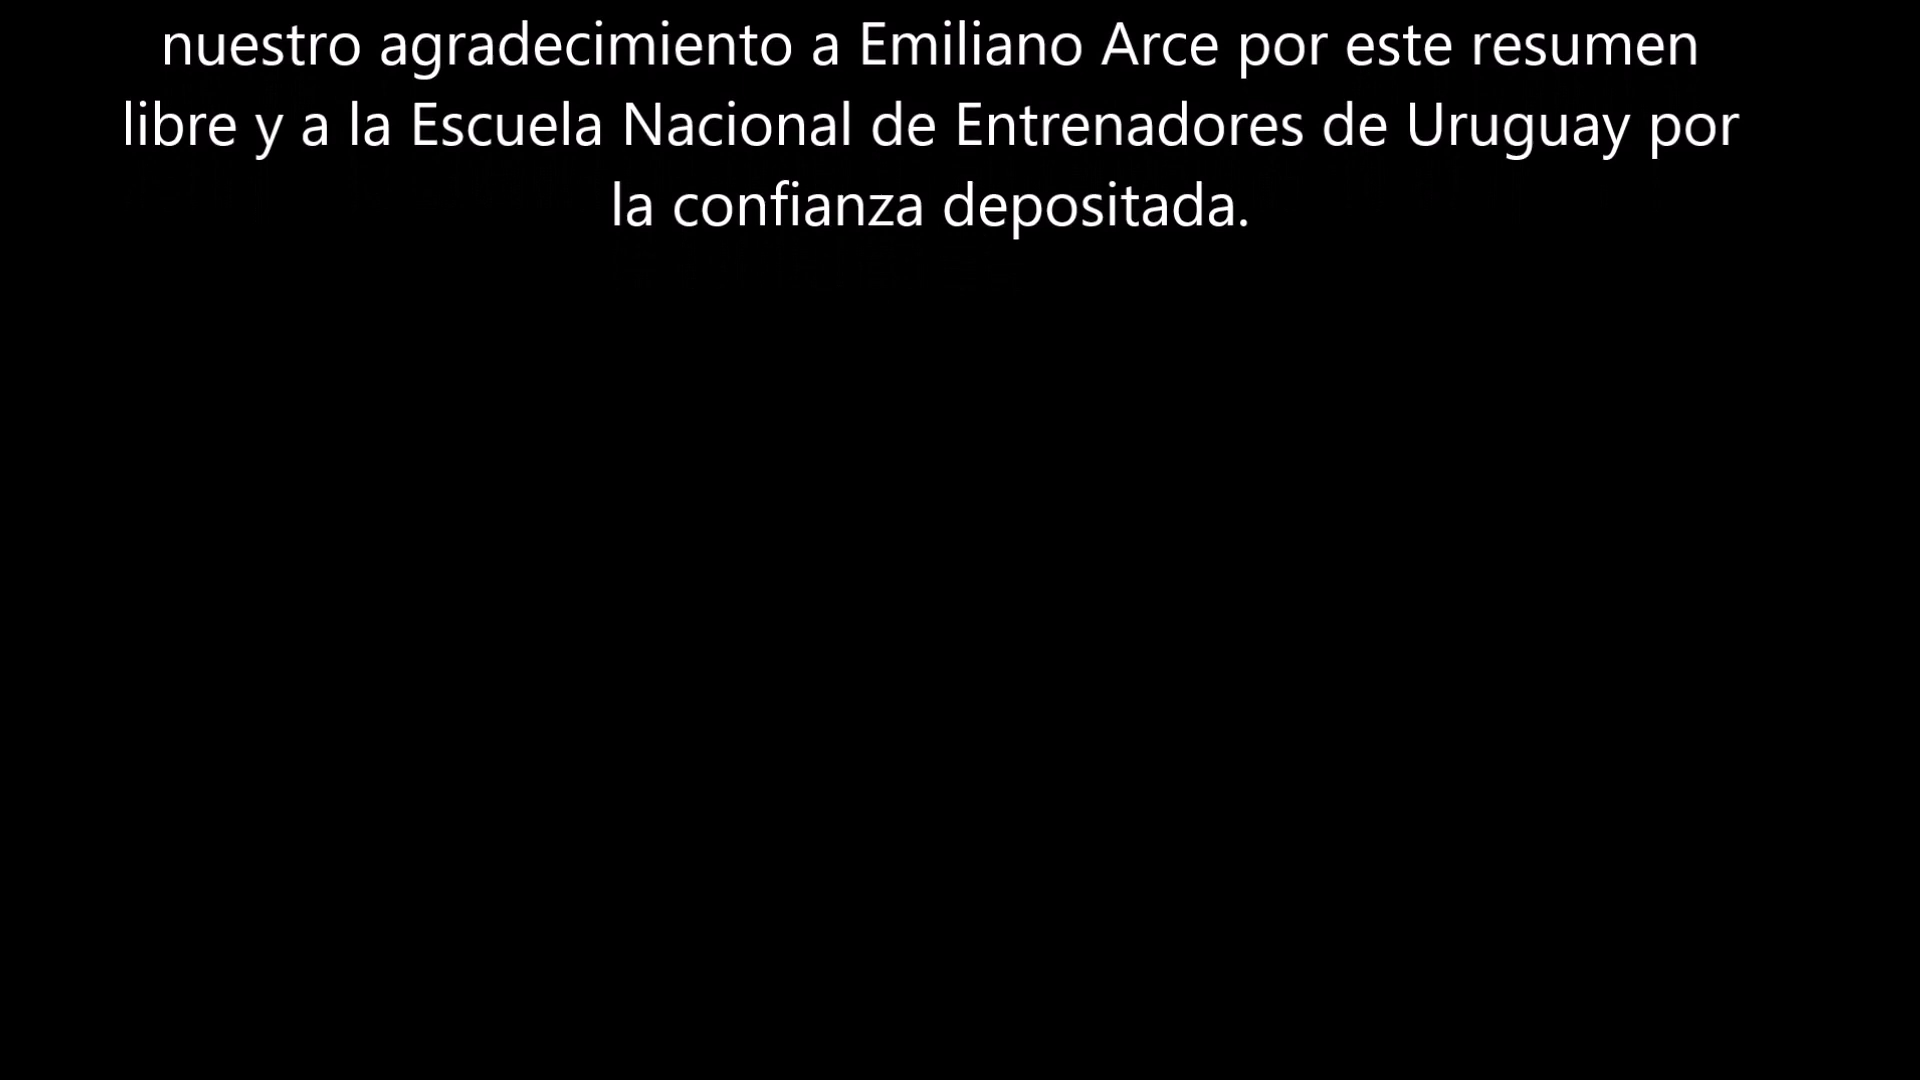 nuestro agradecimiento a Emiliano Arce por este resumen
libre y a la Escuela Nacional de Entrenadores de Uruguay por
la confianza depositada.